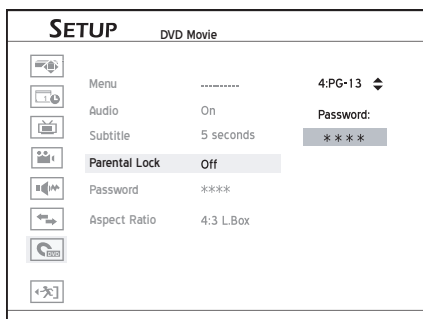 SETUP DVD Movie
Menu ---------- 4:PG-13
Audio On Password:
Subtitle 5 seconds ****
Parental Lock Off
Password ****
Aspect Ratio 4:3 L.Box
DVD